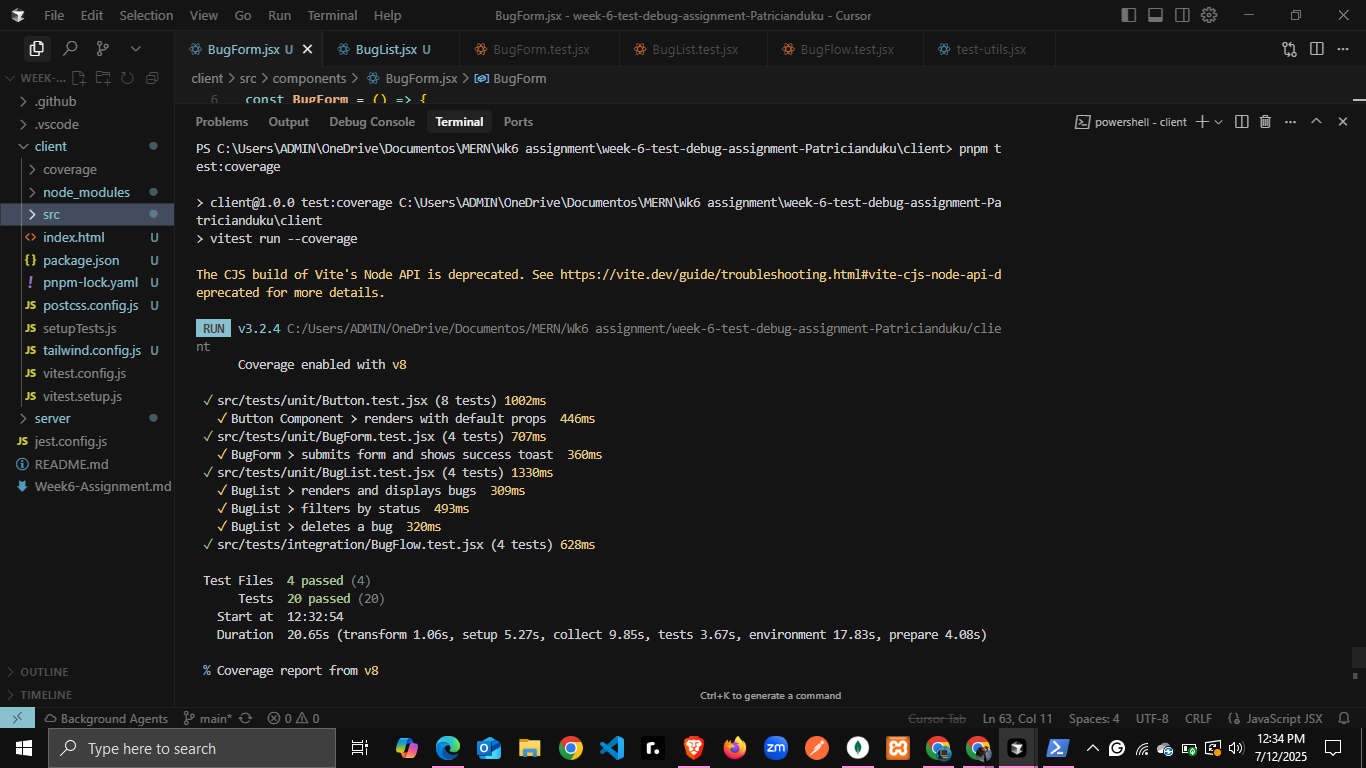 File Edit Selection View Go Run Terminal Help BugForm.jsx - week-6-test-debug-assignment-Patricianduku - Cursor
BugForm.jsx U BugList.jsx U BugForm.test.jsx BugList.test.jsx BugFlow.test.jsx test-utils.jsx
WEEK-...
client > src > components > BugForm.jsx > BugForm
6 const BugForm = () => {
.github
.vscode
client
coverage
node_modules
src
index.html U
package.json U
pnpm-lock.yaml U
JS postcss.config.js U
JS setupTests.js
JS tailwind.config.js U
JS vitest.config.js
JS vitest.setup.js
server
JS jest.config.js
README.md
Week6-Assignment.md
OUTLINE
TIMELINE
Problems Output Debug Console Terminal Ports powershell - client
PS C:\Users\ADMIN\OneDrive\Documentos\MERN\Wk6 assignment\week-6-test-debug-assignment-Patricianduku\client> pnpm t
est:coverage
> client@1.0.0 test:coverage C:\Users\ADMIN\OneDrive\Documentos\MERN\Wk6 assignment\week-6-test-debug-assignment-Pa
tricianduku\client
> vitest run --coverage
The CJS build of Vite's Node API is deprecated. See https://vite.dev/guide/troubleshooting.html#vite-cjs-node-api-d
eprecated for more details.
RUN v3.2.4 C:/Users/ADMIN/OneDrive/Documentos/MERN/Wk6 assignment/week-6-test-debug-assignment-Patricianduku/clie
nt
Coverage enabled with v8
✓ src/tests/unit/Button.test.jsx (8 tests) 1002ms
✓ Button Component > renders with default props 446ms
✓ src/tests/unit/BugForm.test.jsx (4 tests) 707ms
✓ BugForm > submits form and shows success toast 360ms
✓ src/tests/unit/BugList.test.jsx (4 tests) 1330ms
✓ BugList > renders and displays bugs 309ms
✓ BugList > filters by status 493ms
✓ BugList > deletes a bug 320ms
✓ src/tests/integration/BugFlow.test.jsx (4 tests) 628ms
Test Files 4 passed (4)
Tests 20 passed (20)
Start at 12:32:54
Duration 20.65s (transform 1.06s, setup 5.27s, collect 9.85s, tests 3.67s, environment 17.83s, prepare 4.08s)
% Coverage report from v8
Ctrl+K to generate a command
Background Agents main* 0 0 Cursor Tab Ln 63, Col 11 Spaces: 4 UTF-8 CRLF JavaScript JSX
Type here to search
zm
12:34 PM
7/12/2025